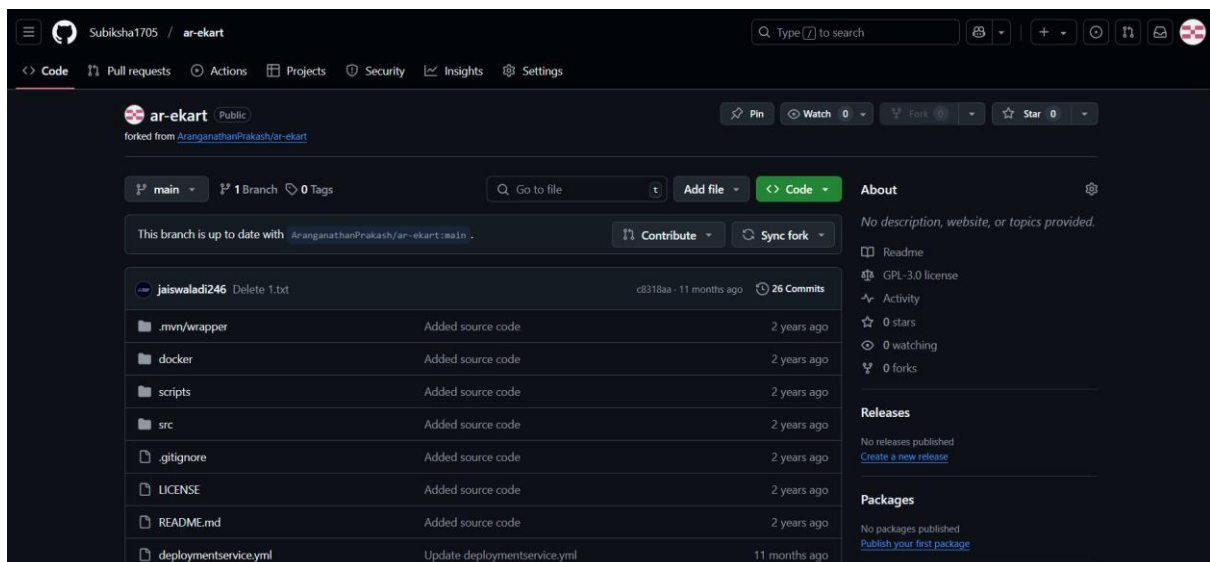 Subiksha1705 / ar-ekart
Type / to search
Code Pull requests Actions Projects Security Insights Settings
ar-ekart Public
Pin Watch 0 Fork 0 Star 0
forked from AranganathanPrakash/ar-ekart
main 1 Branch 0 Tags
Go to file t Add file Code
This branch is up to date with AranganathanPrakash/ar-ekart:main .
Contribute Sync fork
jaiswaladi246 Delete 1.txt c8318aa · 11 months ago 26 Commits
.mvn/wrapper Added source code 2 years ago
docker Added source code 2 years ago
scripts Added source code 2 years ago
src Added source code 2 years ago
.gitignore Added source code 2 years ago
LICENSE Added source code 2 years ago
README.md Added source code 2 years ago
deploymentservice.yml Update deploymentservice.yml 11 months ago
About
No description, website, or topics provided.
Readme
GPL-3.0 license
Activity
0 stars
0 watching
0 forks
Releases
No releases published
Create a new release
Packages
No packages published
Publish your first package